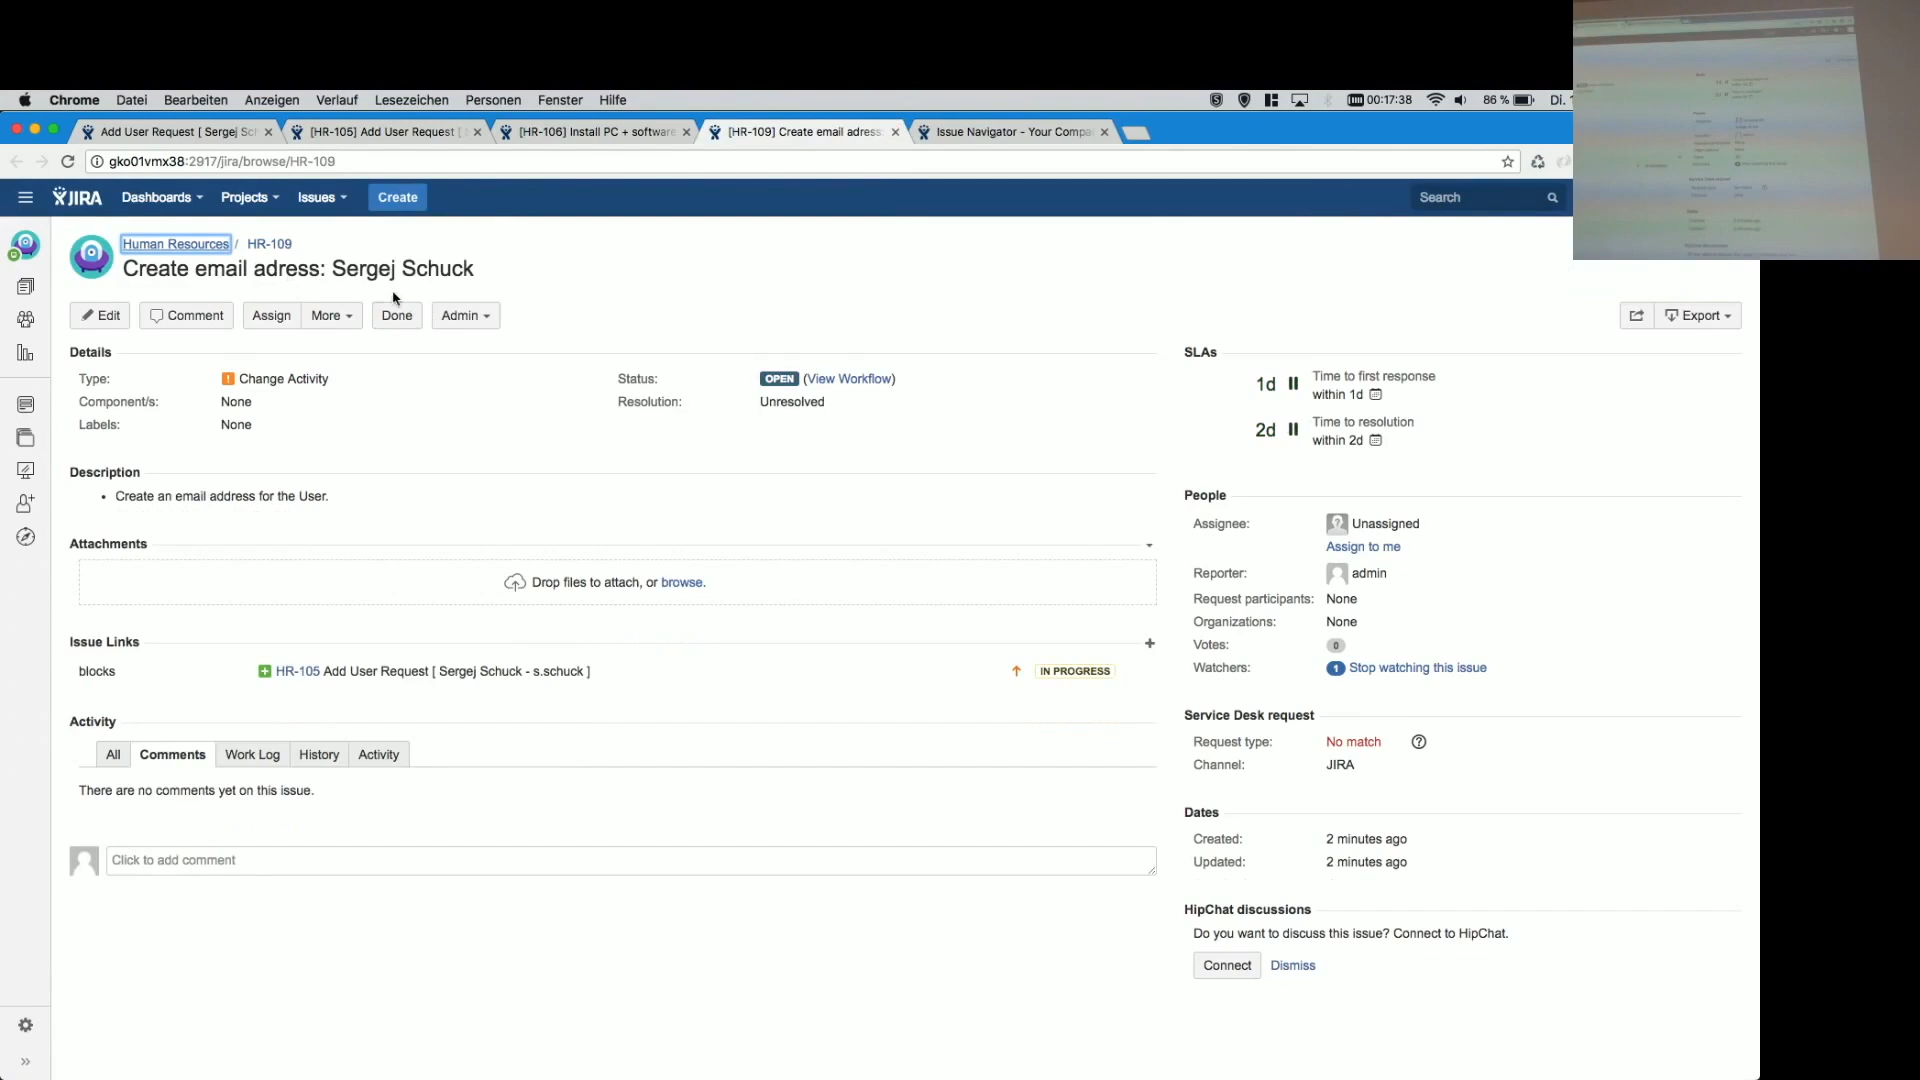 Chrome Datei Bearbeiten Anzeigen Verlauf Lesezeichen Personen Fenster Hilfe 00:17:38 86 % Di.
Add User Request [ Sergej Sc
[HR-105] Add User Request [
[HR-106] Install PC + software
[HR-109] Create email adress:
Issue Navigator - Your Compa
gko01vmx38:2917/jira/browse/HR-109
JIRA Dashboards Projects Issues Create Search
Human Resources / HR-109
Create email adress: Sergej Schuck
Edit Comment Assign More Done Admin Export
Details
Type: Change Activity Status: OPEN (View Workflow)
Component/s: None Resolution: Unresolved
Labels: None
Description
• Create an email address for the User.
Attachments
Drop files to attach, or browse.
Issue Links
blocks HR-105 Add User Request [ Sergej Schuck - s.schuck ] IN PROGRESS
Activity
All Comments Work Log History Activity
There are no comments yet on this issue.
Click to add comment
SLAs
1d Time to first response
within 1d
2d Time to resolution
within 2d
People
Assignee: Unassigned
Assign to me
Reporter: admin
Request participants: None
Organizations: None
Votes: 0
Watchers: 1 Stop watching this issue
Service Desk request
Request type: No match
Channel: JIRA
Dates
Created: 2 minutes ago
Updated: 2 minutes ago
HipChat discussions
Do you want to discuss this issue? Connect to HipChat.
Connect Dismiss